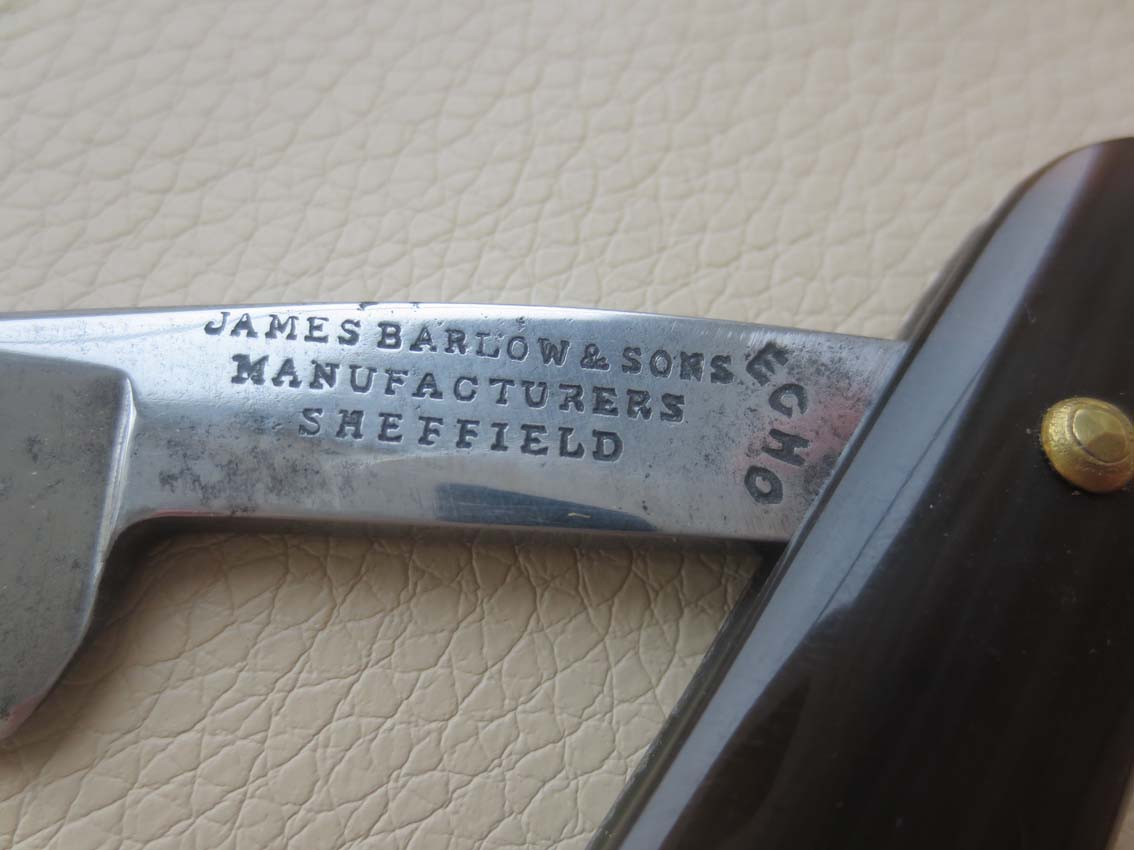 JAMES BARLOW & SONS
MANUFACTURERS
SHEFFIELD
ECHO